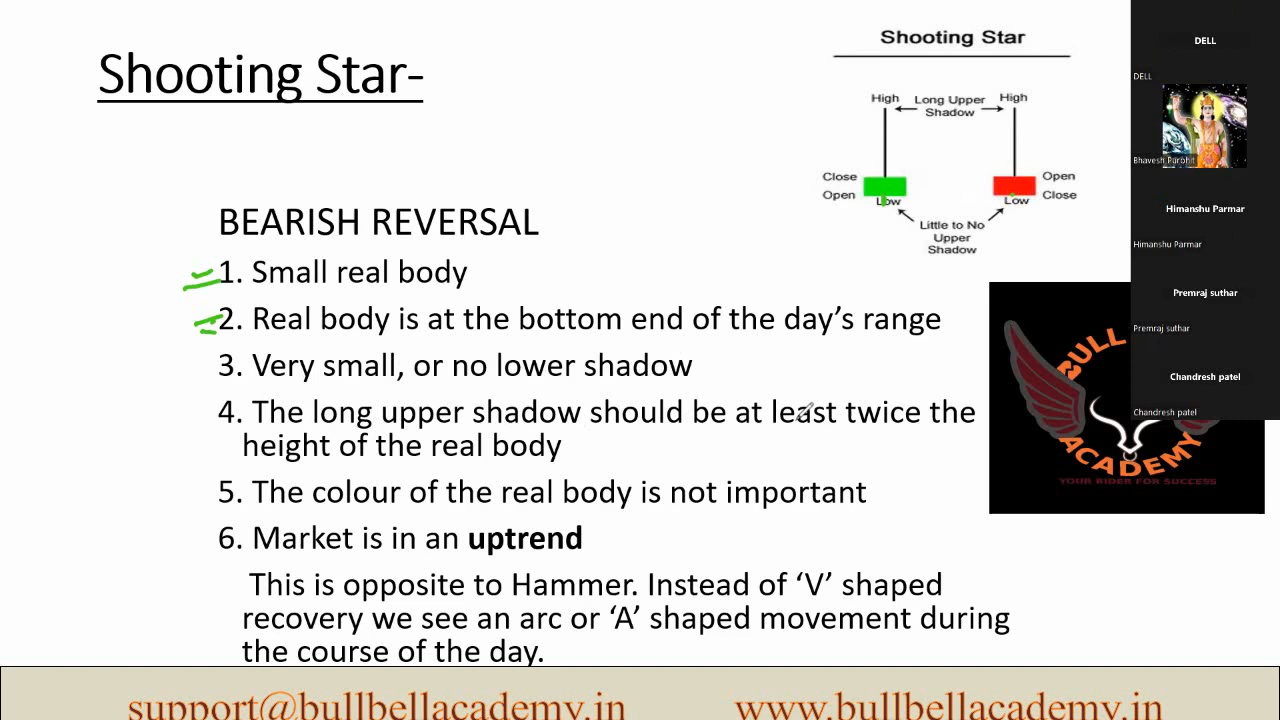 Shooting Star-
Shooting Star
High Long Upper High
Shadow
Close Open
Open Low Low Close
Little to No
Upper
Shadow
BEARISH REVERSAL
1. Small real body
2. Real body is at the bottom end of the day’s range
3. Very small, or no lower shadow
4. The long upper shadow should be at least twice the
height of the real body
5. The colour of the real body is not important
6. Market is in an uptrend
This is opposite to Hammer. Instead of ‘V’ shaped
recovery we see an arc or ‘A’ shaped movement during
the course of the day.
support@bullbellacademy.in www.bullbellacademy.in
BULL
ACADEMY
YOUR RIDER FOR SUCCESS
DELL
DELL
Bhavesh Purohit
Himanshu Parmar
Himanshu Parmar
Premraj suthar
Premraj suthar
Chandresh patel
Chandresh patel